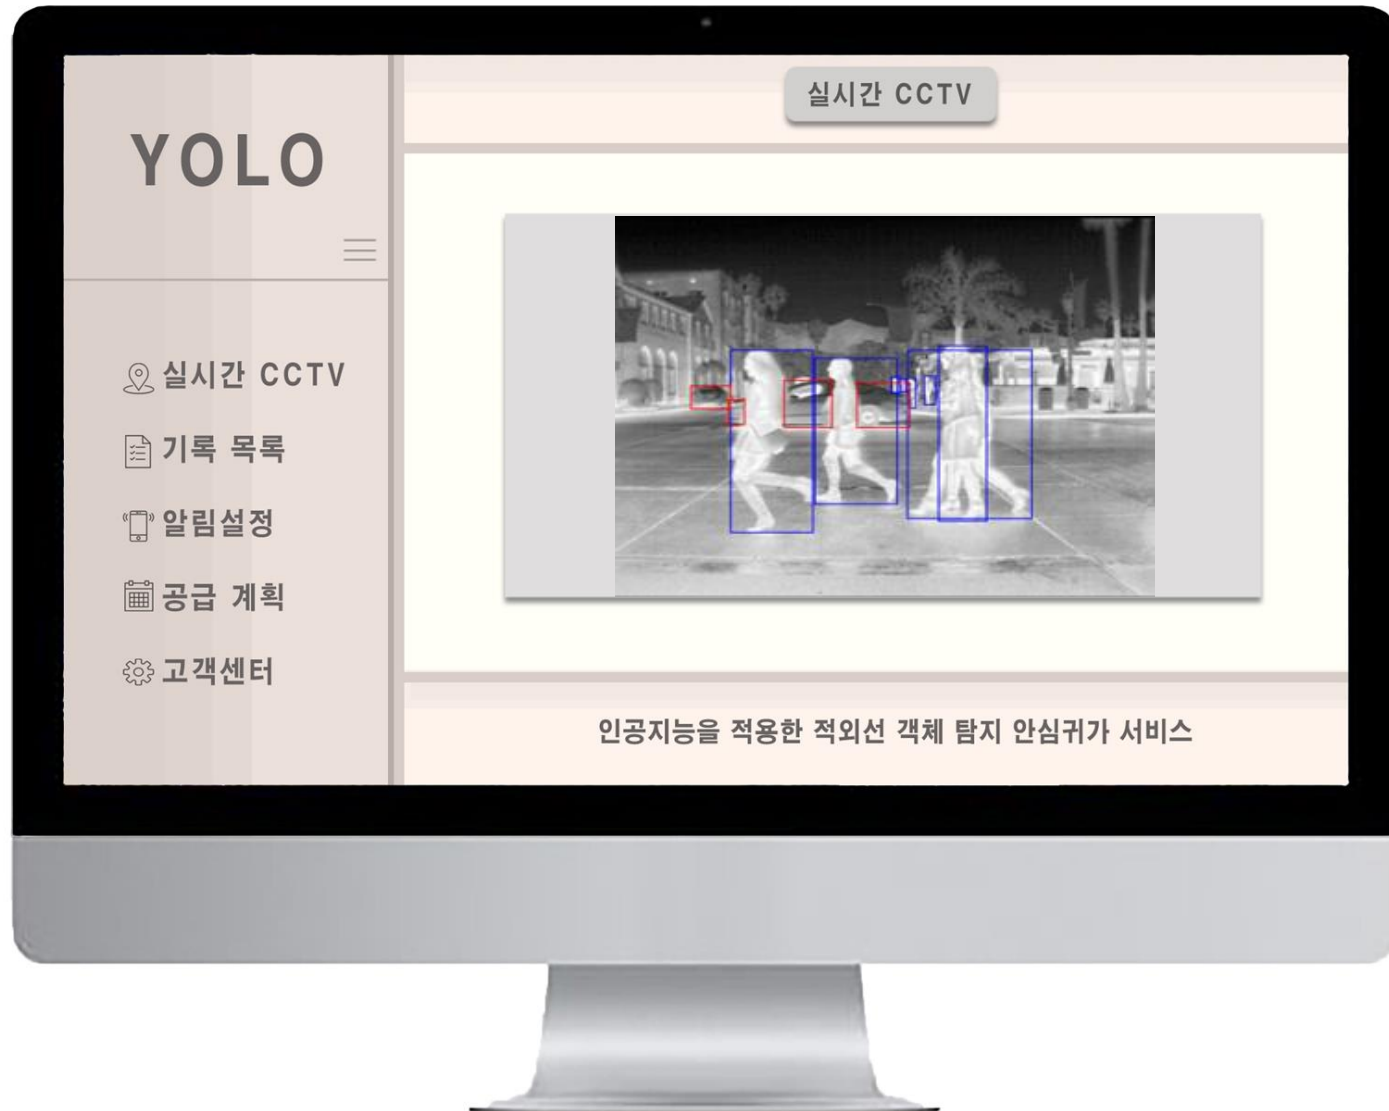 YOLO
실시간 CCTV
기록 목록
알림설정
공급 계획
고객센터
실시간 CCTV
인공지능을 적용한 적외선 객체 탐지 안심귀가 서비스